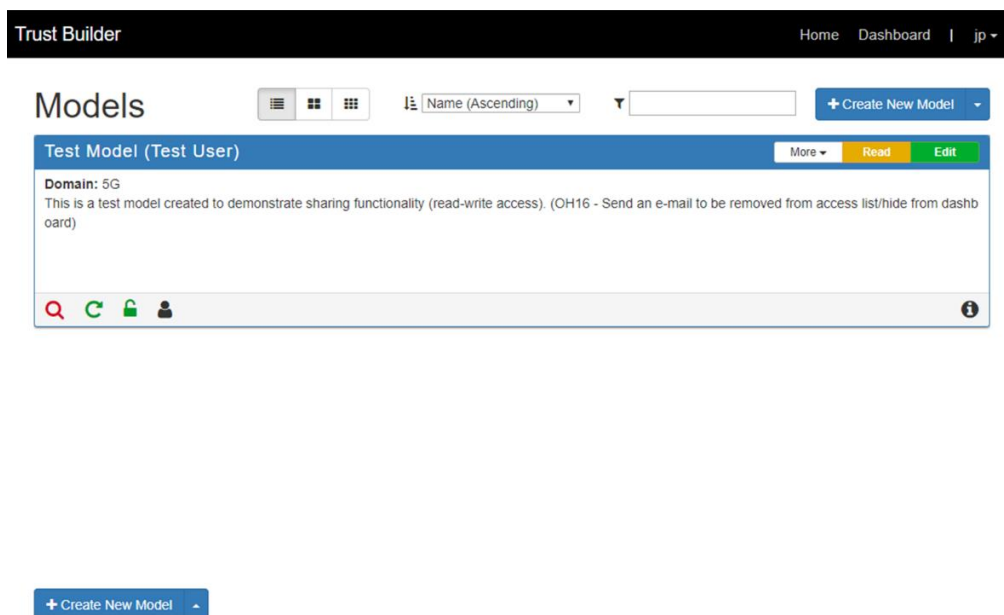 Trust Builder
Home Dashboard | jp
Models
Name (Ascending)
+ Create New Model
Test Model (Test User)
More Read Edit
Domain: 5G
This is a test model created to demonstrate sharing functionality (read-write access). (OH16 - Send an e-mail to be removed from access list/hide from dashb
oard)
+ Create New Model